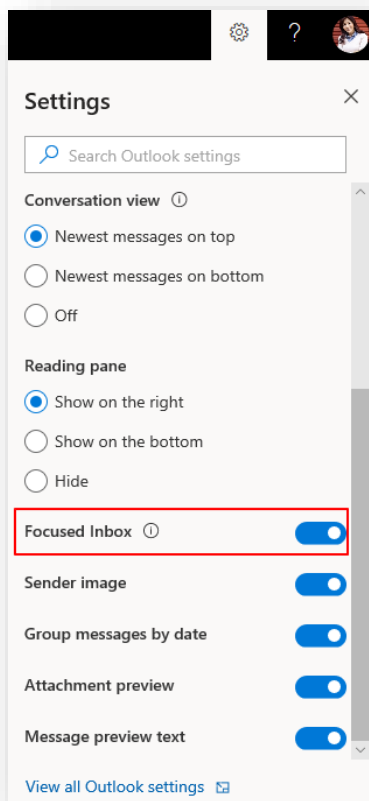 ?
Settings
Search Outlook settings
Conversation view
Newest messages on top
Newest messages on bottom
Off
Reading pane
Show on the right
Show on the bottom
Hide
Focused Inbox
Sender image
Group messages by date
Attachment preview
Message preview text
View all Outlook settings